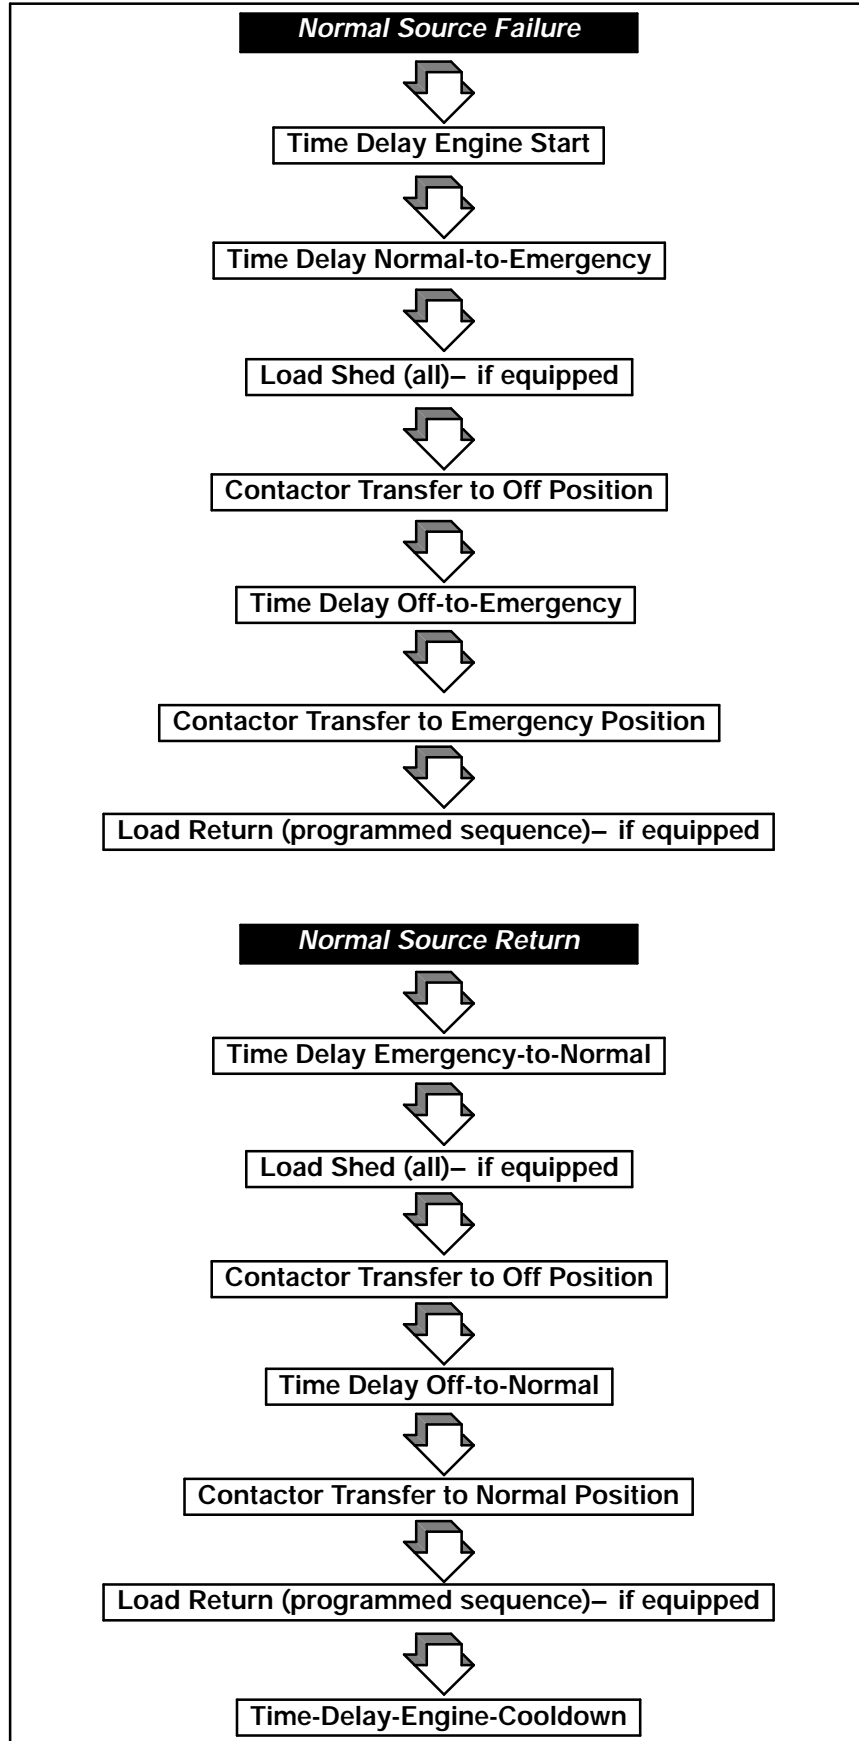 Normal Source Failure
Time Delay Engine Start
Time Delay Normal-to-Emergency
Load Shed (all)– if equipped
Contactor Transfer to Off Position
Time Delay Off-to-Emergency
Contactor Transfer to Emergency Position
Load Return (programmed sequence)– if equipped
Normal Source Return
Time Delay Emergency-to-Normal
Load Shed (all)– if equipped
Contactor Transfer to Off Position
Time Delay Off-to-Normal
Contactor Transfer to Normal Position
Load Return (programmed sequence)– if equipped
Time-Delay-Engine-Cooldown